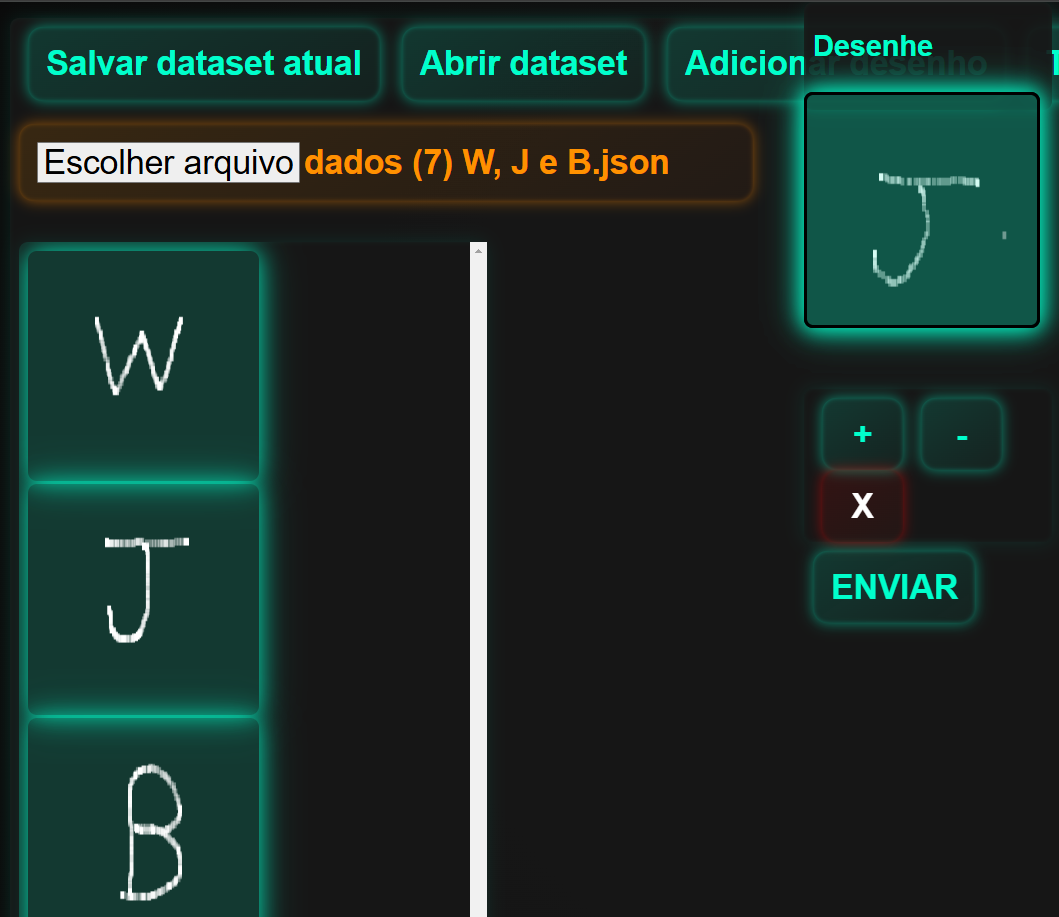 Salvar dataset atual Abrir dataset Adicionar desenho
Desenhe
Escolher arquivo dados (7) W, J e B.json
J
W
+ -
X
J
ENVIAR
B